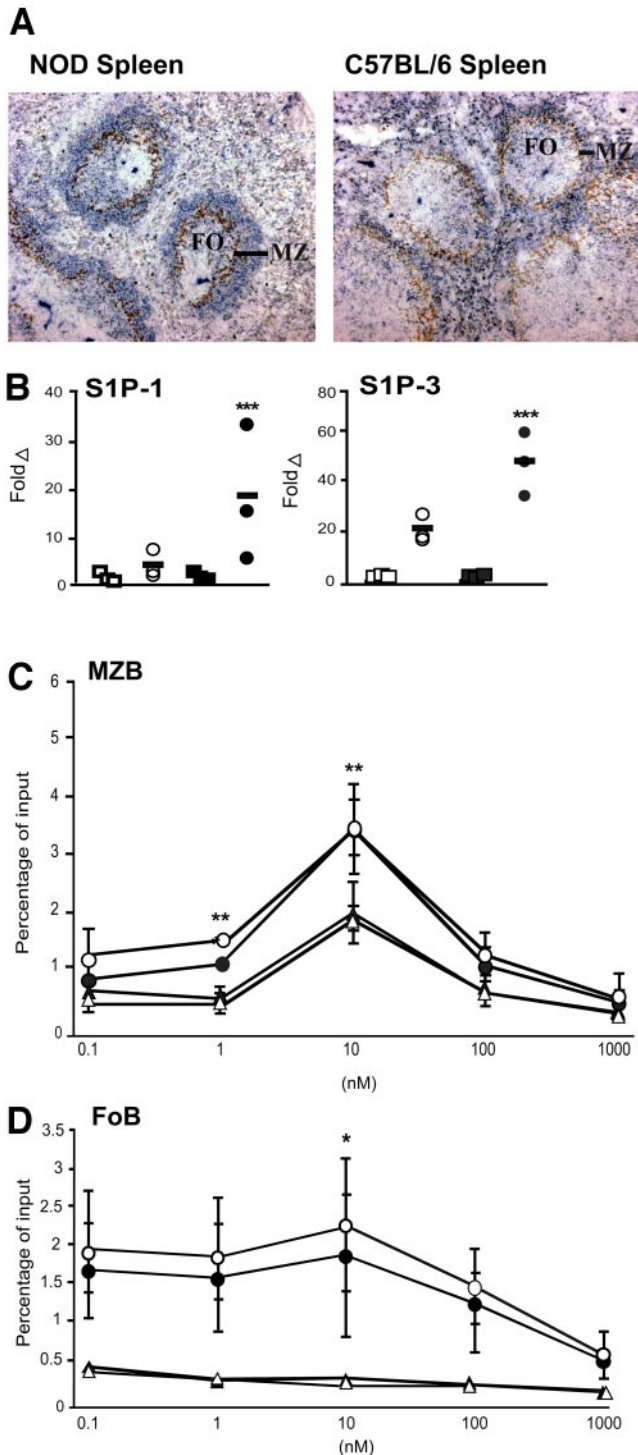 A
NOD Spleen
C57BL/6 Spleen
FO
MZ
FO
MZ
B
S1P-1
S1P-3
***
***
40
30
20
10
0
Fold Δ
80
60
40
20
0
Fold Δ
C
MZB
6
5
4
3
2
1
0
Percentage of input
**
**
0.1 1 10 100 1000
(nM)
D
FoB
3.5
3
2.5
2
1.5
1
0.5
0
Percentage of input
*
0.1 1 10 100 1000
(nM)